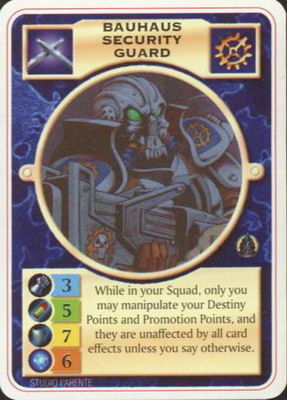 BAUHAUS
SECURITY
GUARD
3
5
7
6
While in your Squad, only you
may manipulate your Destiny
Points and Promotion Points, and
they are unaffected by all card
effects unless you say otherwise.
STUDIO PARENTE